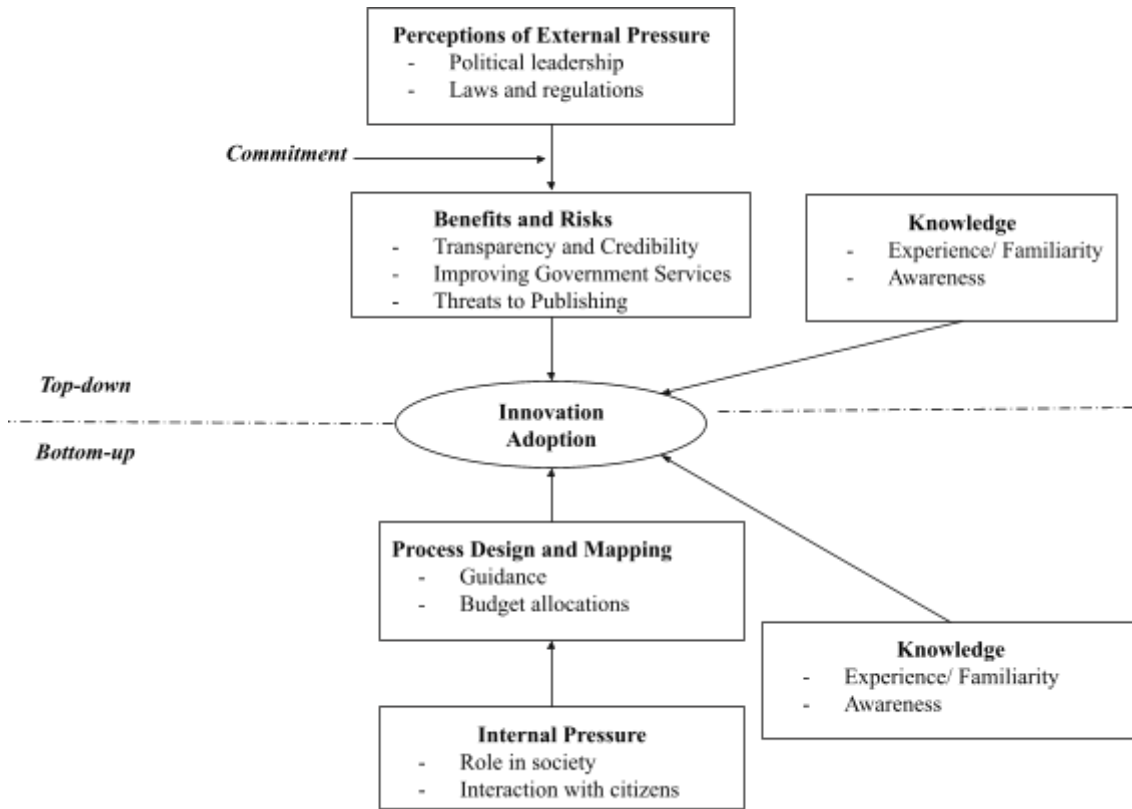 Perceptions of External Pressure
- Political leadership
- Laws and regulations
Commitment
Benefits and Risks
- Transparency and Credibility
- Improving Government Services
- Threats to Publishing
Knowledge
- Experience/ Familiarity
- Awareness
Top-down
Innovation
Adoption
Bottom-up
Process Design and Mapping
- Guidance
- Budget allocations
Knowledge
- Experience/ Familiarity
- Awareness
Internal Pressure
- Role in society
- Interaction with citizens